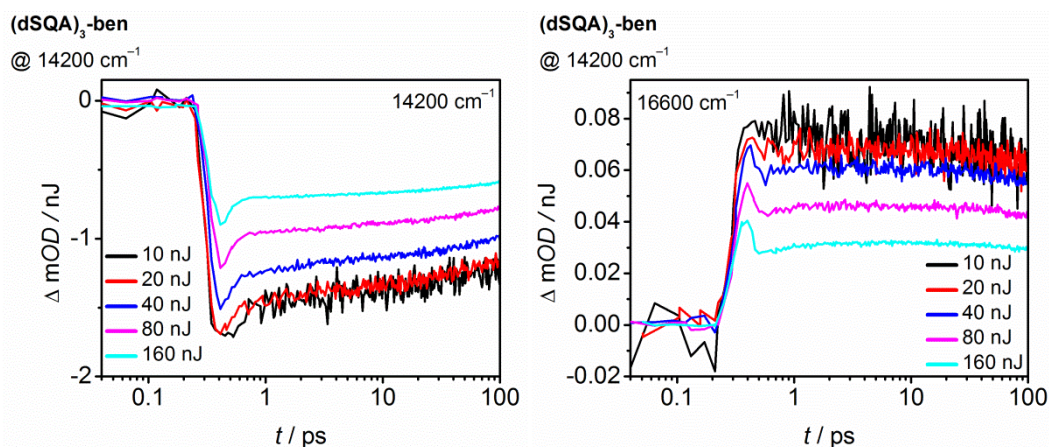 (dSQA)₃-ben
@ 14200 cm⁻¹
14200 cm⁻¹
0
-1
-2
Δ mOD / nJ
10 nJ
20 nJ
40 nJ
80 nJ
160 nJ
0.1 1 10 100
t / ps
(dSQA)₃-ben
@ 14200 cm⁻¹
16600 cm⁻¹
0.08
0.06
0.04
0.02
0.00
-0.02
Δ mOD / nJ
10 nJ
20 nJ
40 nJ
80 nJ
160 nJ
0.1 1 10 100
t / ps